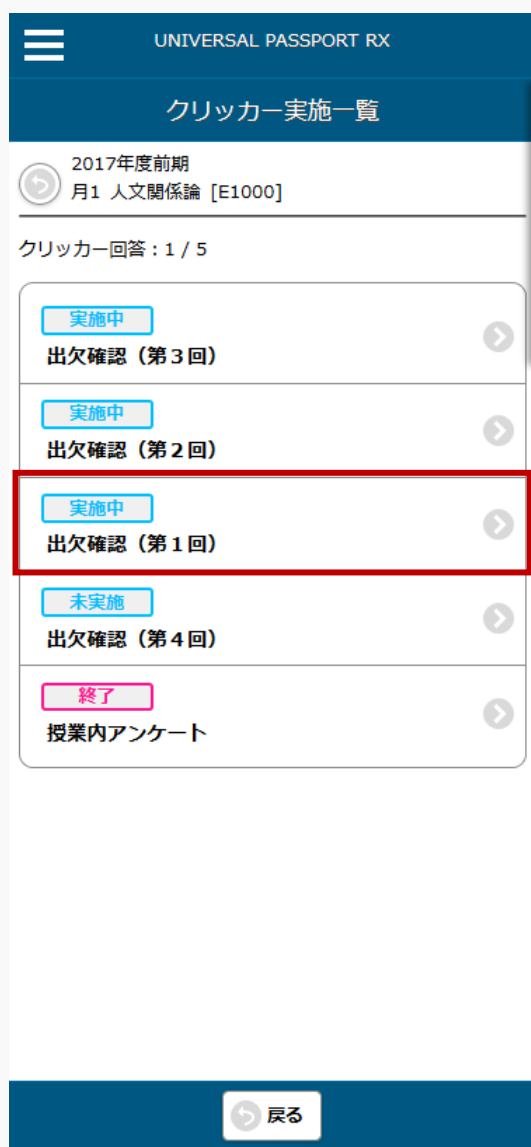 UNIVERSAL PASSPORT RX
クリッカー実施一覧
2017年度前期
月1 人文関係論 [E1000]
クリッカー回答：1 / 5
実施中
出欠確認（第３回）
実施中
出欠確認（第２回）
実施中
出欠確認（第１回）
未実施
出欠確認（第４回）
終了
授業内アンケート
戻る